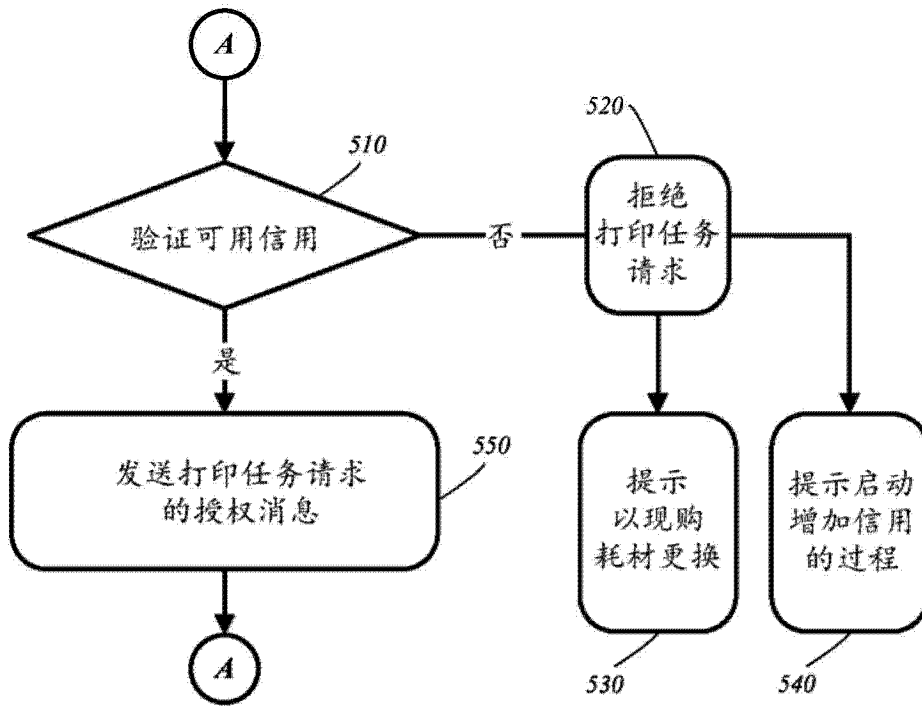 A
510
验证可用信用
否
520
拒绝
打印任务
请求
是
发送打印任务请求
的授权消息
550
提示
以现购
耗材更换
530
提示启动
增加信用
的过程
540
A